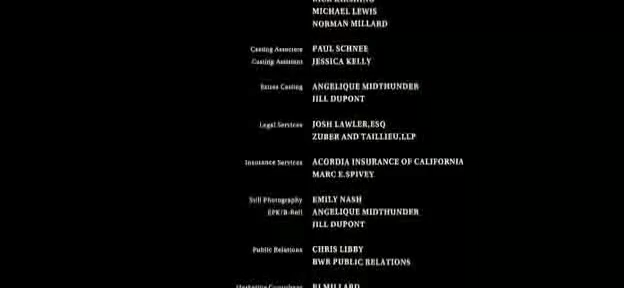 MICHAEL LEWIS
NORMAN MILLARD
Casting Associate PAUL SCHNEE
Casting Assistant JESSICA KELLY
Extras Casting ANGELIQUE MIDTHUNDER
JILL DUPONT
Legal Services JOSH LAWLER,ESQ
ZUBER AND TAILLIEU,LLP
Insurance Services ACORDIA INSURANCE OF CALIFORNIA
MARC E.SPIVEY
Still Photography EMILY NASH
EPK/B-Roll ANGELIQUE MIDTHUNDER
JILL DUPONT
Public Relations CHRIS LIBBY
BWR PUBLIC RELATIONS
MILLARD